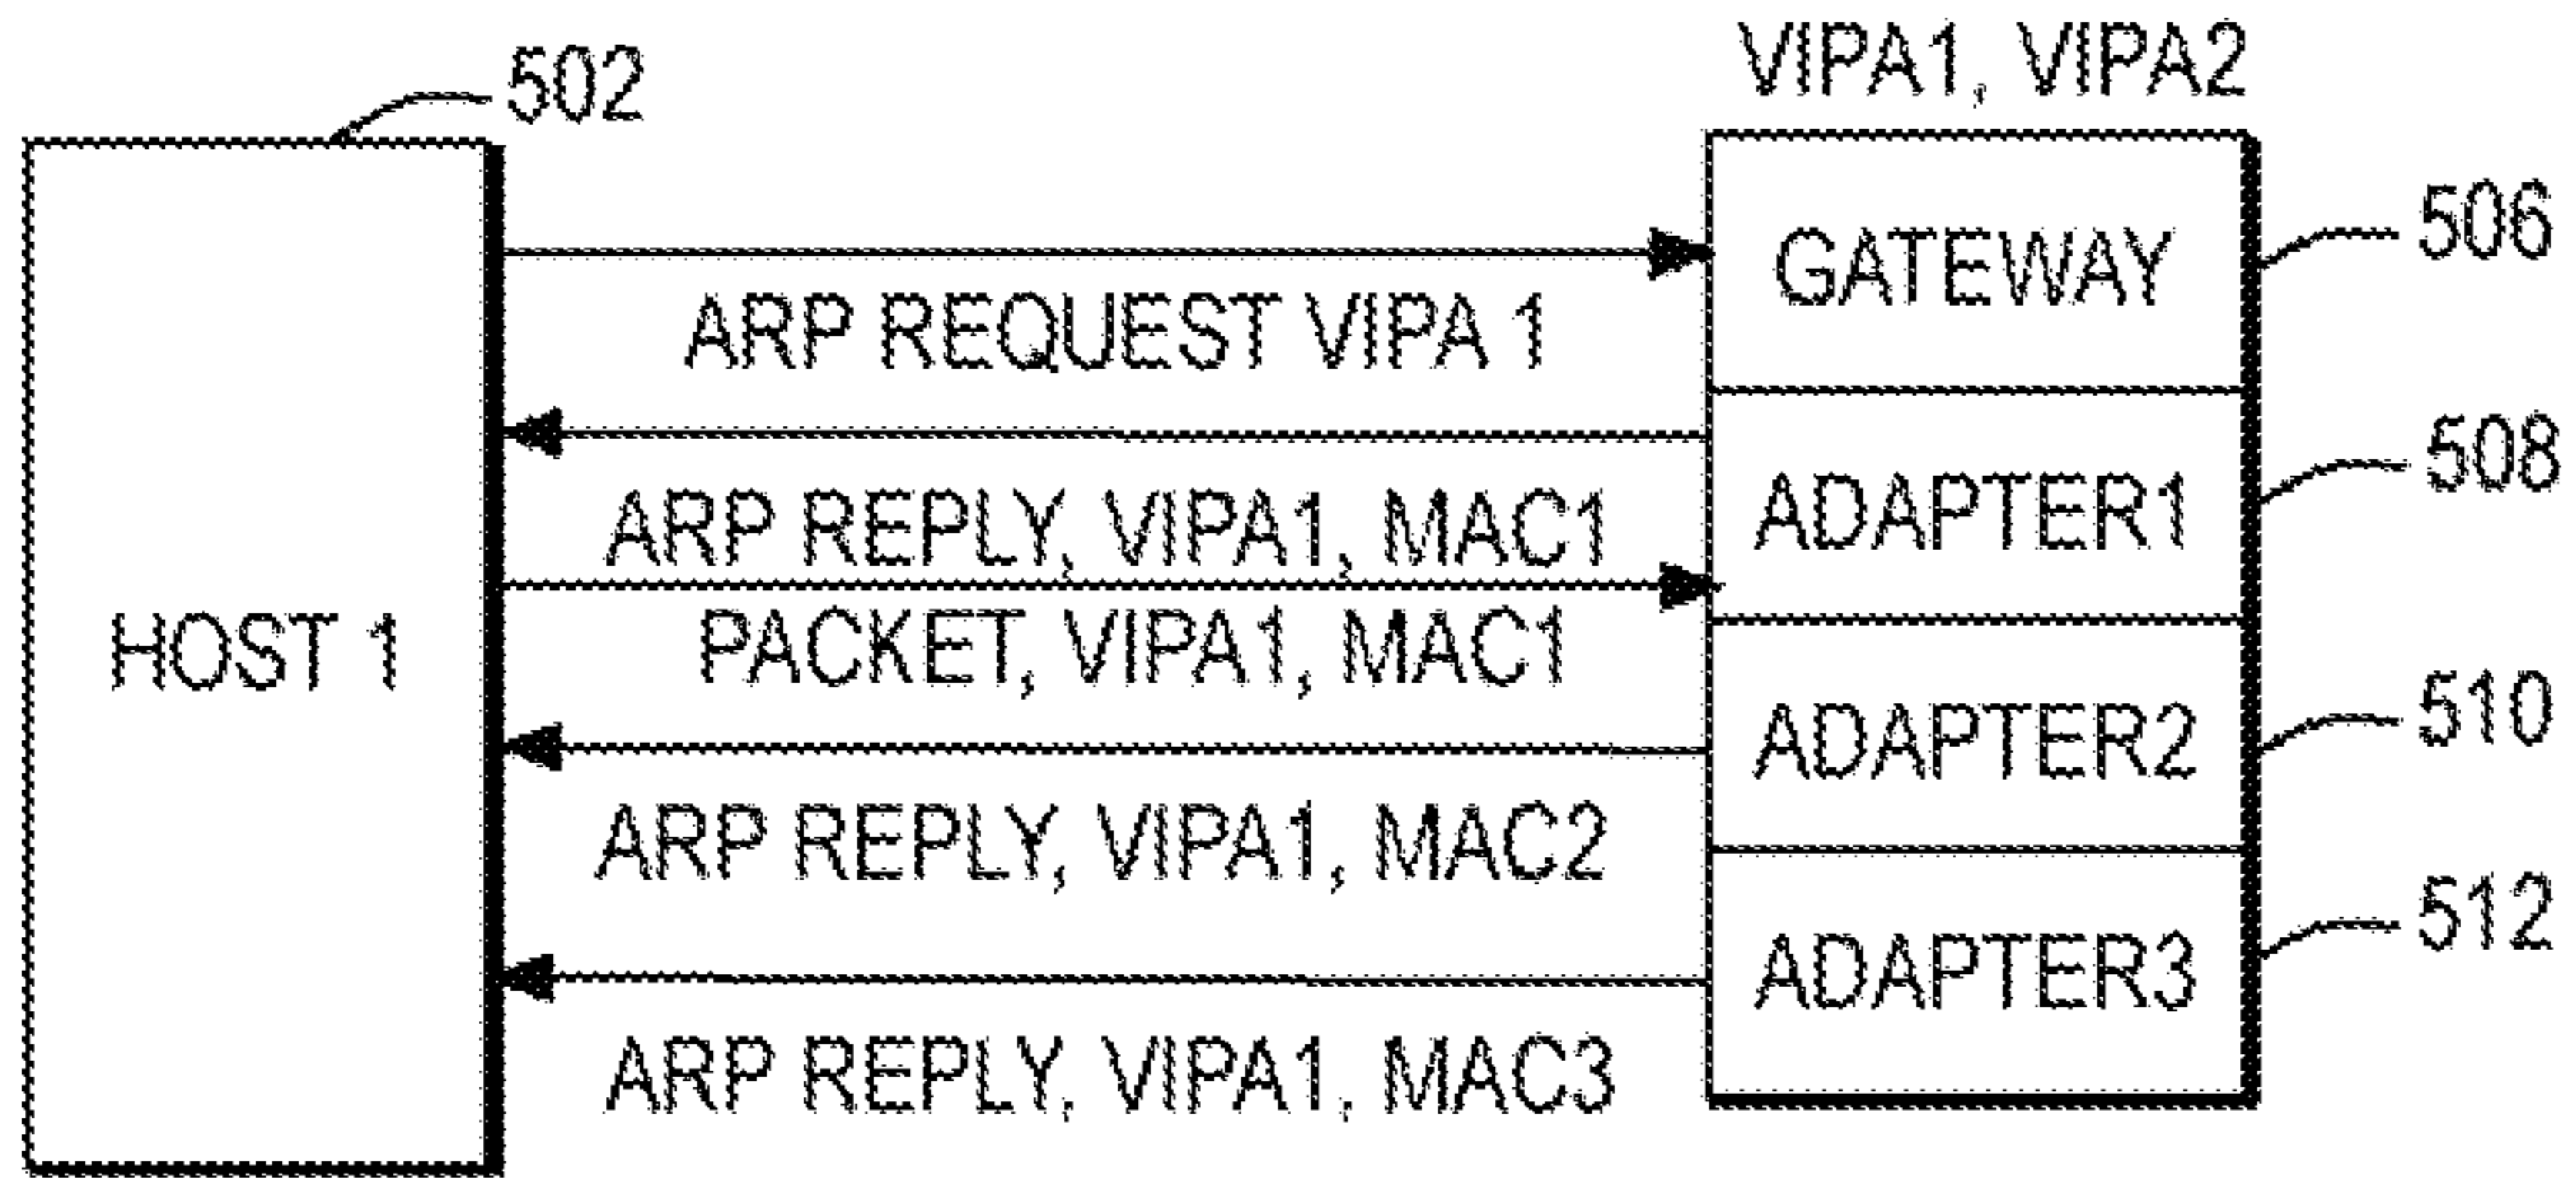 502
VIPA1, VIPA2
GATEWAY
506
ARP REQUEST VIPA 1
ADAPTER1
508
ARP REPLY, VIPA1, MAC1
HOST 1
PACKET, VIPA1, MAC1
ADAPTER2
510
ARP REPLY, VIPA1, MAC2
ADAPTER3
512
ARP REPLY, VIPA1, MAC3